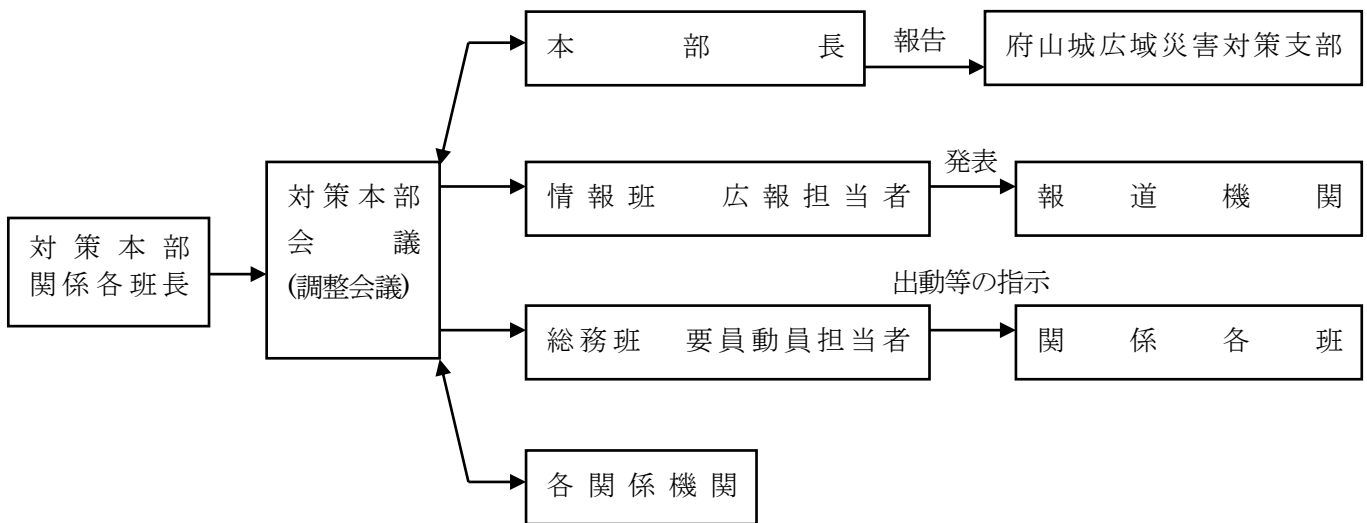 本部長
報告
府山城広域災害対策支部
情報班 広報担当者
発表
報道機関
対策本部
会議
(調整会議)
対策本部
関係各班長
総務班 要員動員担当者
出動等の指示
関係各班
各関係機関